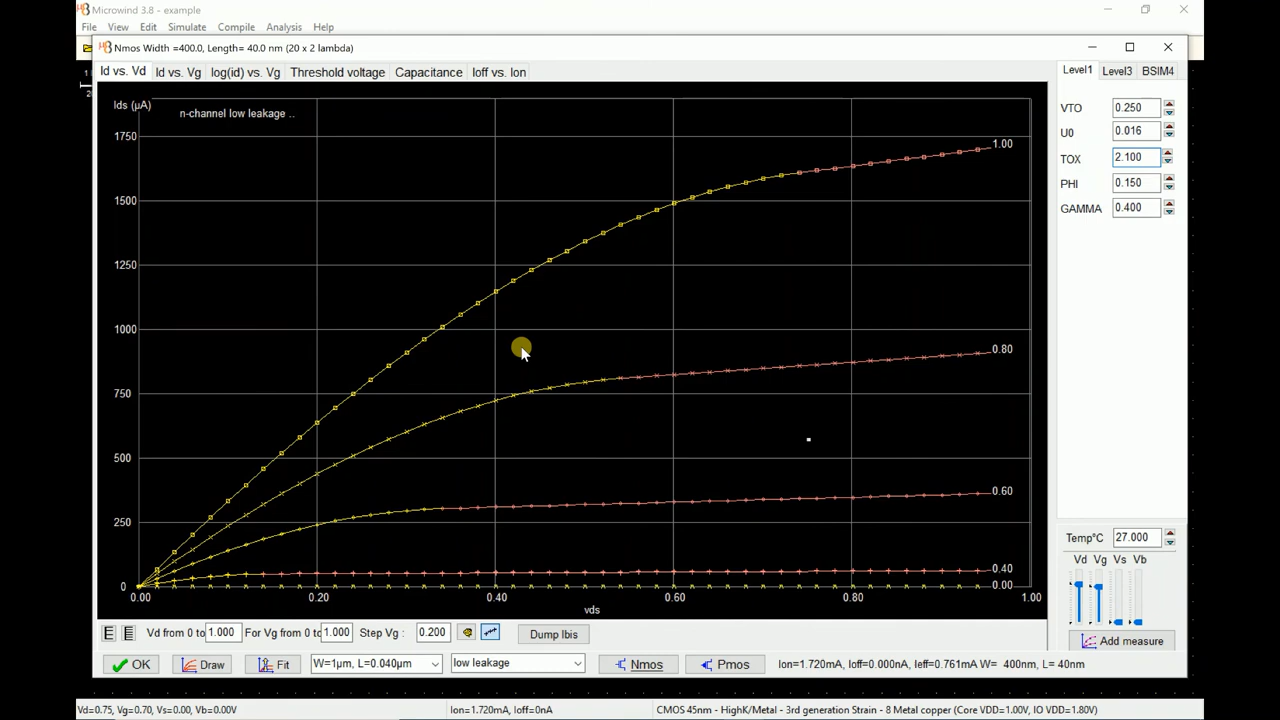 Microwind 3.8 - example
File View Edit Simulate Compile Analysis Help
Nmos Width =400.0, Length= 40.0 nm (20 x 2 lambda)
Id vs. Vd Id vs. Vg log(id) vs. Vg Threshold voltage Capacitance Ioff vs. Ion
Level1 Level3 BSIM4
Ids (µA)
n-channel low leakage ..
1750
1500
1250
1000
750
500
250
0
1.00
0.80
0.60
0.40
0.00
0.00 0.20 0.40 0.60 0.80 1.00
vds
VTO 0.250
U0 0.016
TOX 2.100
PHI 0.150
GAMMA 0.400
Temp°C 27.000
Vd Vg Vs Vb
Add measure
Vd from 0 to 1.000 For Vg from 0 to 1.000 Step Vg : 0.200 Dump Ibis
OK Draw Fit W=1µm, L=0.040µm low leakage Nmos Pmos Ion=1.720mA, Ioff=0.000nA, Ieff=0.761mA W= 400nm, L= 40nm
Vd=0.75, Vg=0.70, Vs=0.00, Vb=0.00V Ion=1.720mA, Ioff=0nA CMOS 45nm - HighK/Metal - 3rd generation Strain - 8 Metal copper (Core VDD=1.00V, IO VDD=1.80V)